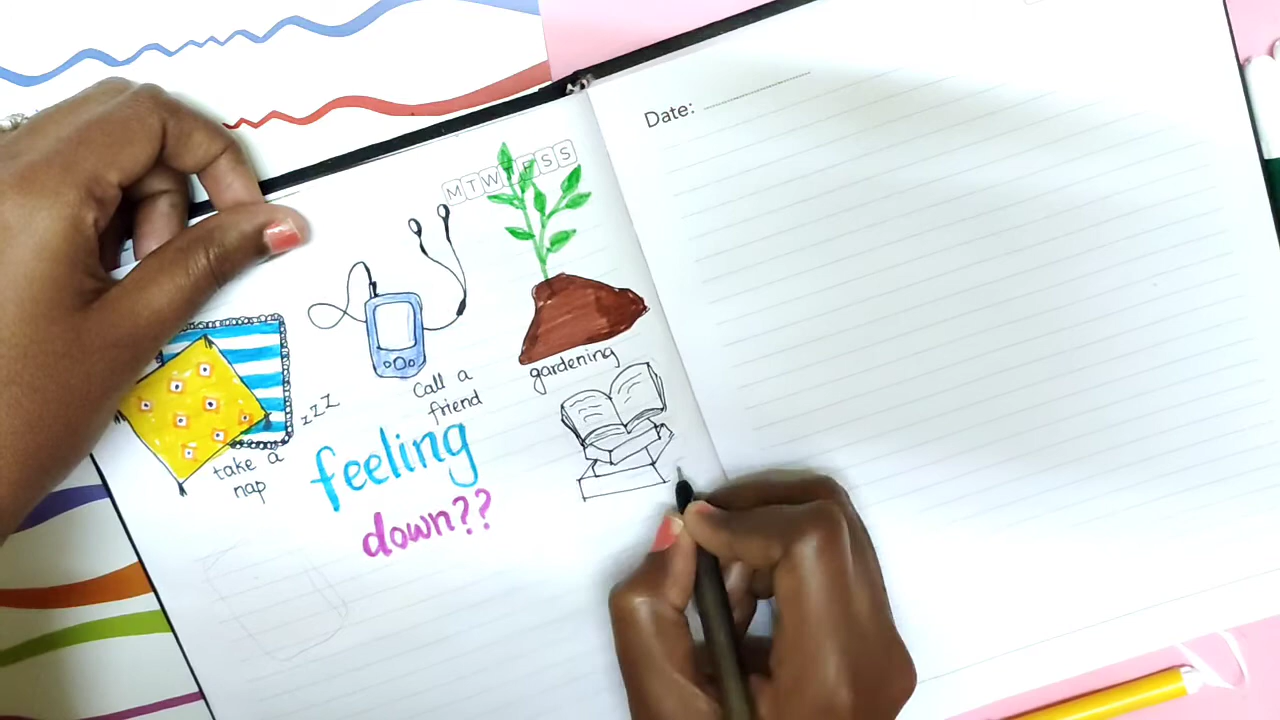 MTWTFSS
Date:
gardening
Call a
friend
zzz
take a
nap
feeling
down??